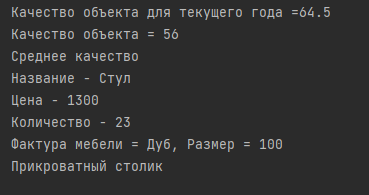 Качество объекта для текущего года =64.5
Качество объекта = 56
Среднее качество
Название - Стул
Цена - 1300
Количество - 23
Фактура мебели = Дуб, Размер = 100
Прикроватный столик